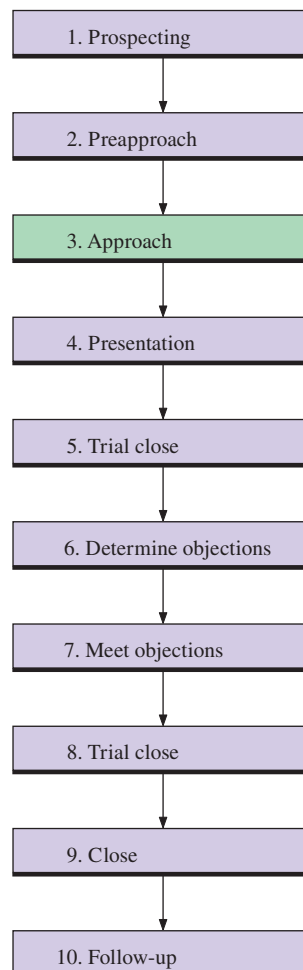 1. Prospecting
2. Preapproach
3. Approach
4. Presentation
5. Trial close
6. Determine objections
7. Meet objections
8. Trial close
9. Close
10. Follow-up